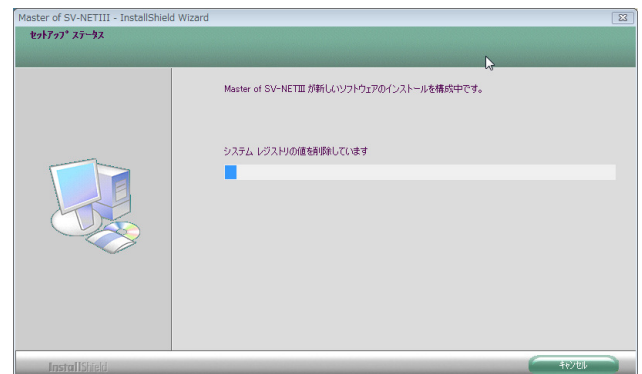 Master of SV-NETIII - InstallShield Wizard
ｾｯﾄｱｯﾌﾟ ｽﾃｰﾀｽ
Master of SV-NETⅢ が新しいソフトウェアのインストールを構成中です。
システム レジストリの値を削除しています
InstallShield
ｷｬﾝｾﾙ